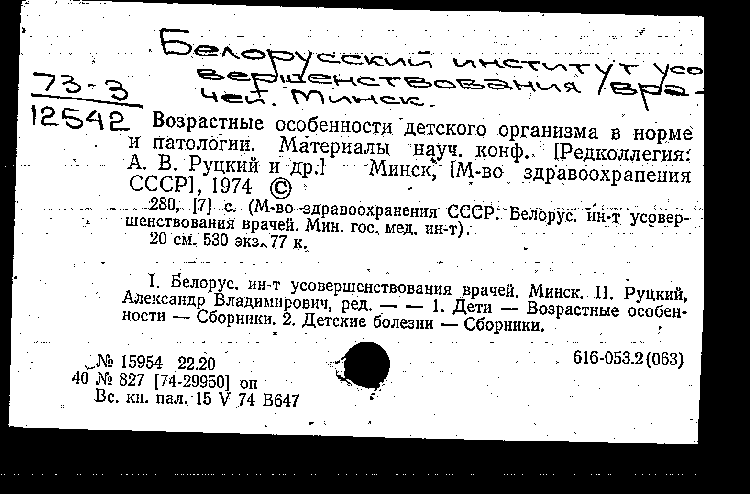 Белорусский институт усо
вершенствования вра-
чей. Минск.
73-3
12542
Возрастные особенности детского организма в норме
и патологии. Материалы науч. конф. [Редколлегия:
А. В. Руцкий и др.] Минск, [М-во здравоохранения
СССР], 1974 ©
280, [7] с. (М-во здравоохранения СССР. Белорус. ин-т усовер-
шенствования врачей. Мин. гос. мед. ин-т).
20 см. 530 экз. 77 к.
I. Белорус. ин-т усовершенствования врачей. Минск. II. Руцкий,
Александр Владимирович, ред. — — 1. Дети — Возрастные особен-
ности — Сборники. 2. Детские болезни — Сборники.
№ 15954 22.20
616-053.2(063)
40 № 827 [74-29950] оп
Вс. кн. пал. 15 V 74 В647